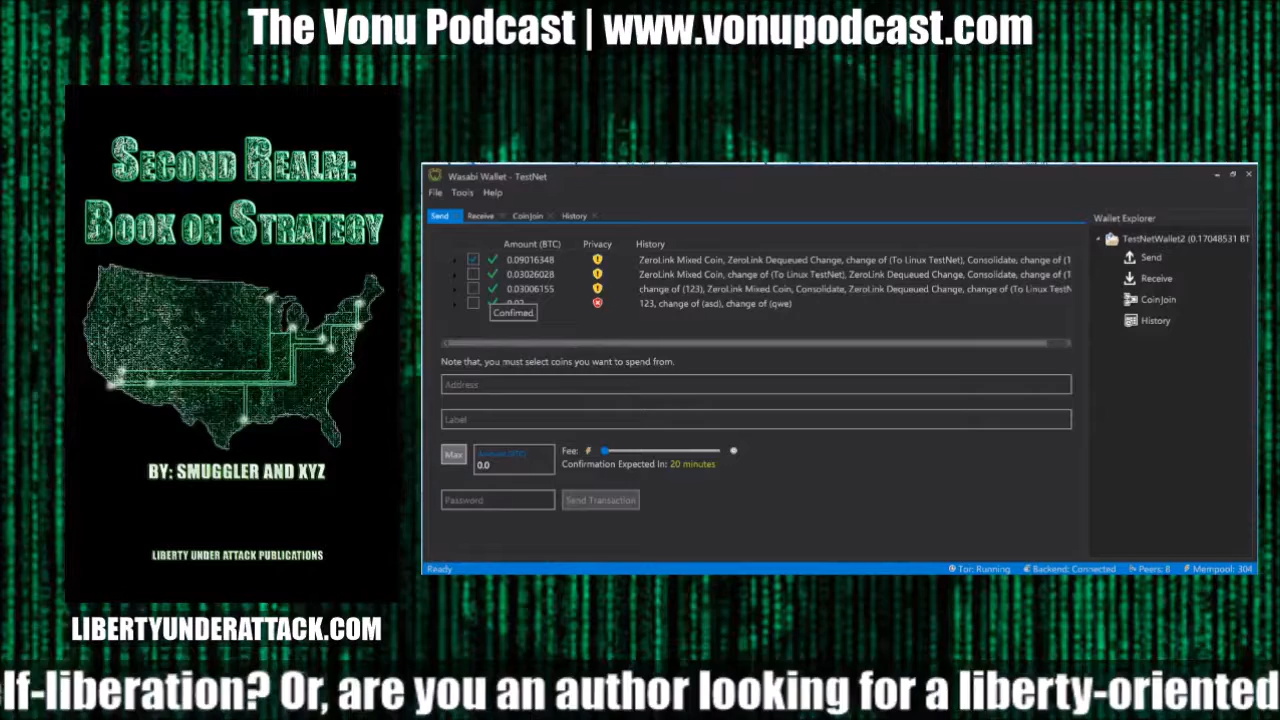 The Vonu Podcast | www.vonupodcast.com
SECOND REALM:
BOOK ON STRATEGY
BY: SMUGGLER AND XYZ
LIBERTY UNDER ATTACK PUBLICATIONS
LIBERTYUNDERATTACK.COM
Wasabi Wallet - TestNet
File Tools Help
Send Receive CoinJoin History
Amount (BTC) Privacy History
0.09016348 ZeroLink Mixed Coin, ZeroLink Dequeued Change, change of (To Linux TestNet), Consolidate, change of (1
0.03026028 ZeroLink Mixed Coin, change of (To Linux TestNet), ZeroLink Dequeued Change, Consolidate, change of (1
0.03006155 change of (123), ZeroLink Mixed Coin, Consolidate, ZeroLink Dequeued Change, change of (To Linux TestN
0.02 123, change of (asd), change of (qwe)
Confirmed
Note that, you must select coins you want to spend from.
Address
Label
Max
Amount (BTC)
0.0
Fee:
Confirmation Expected In: 20 minutes
Password
Send Transaction
Wallet Explorer
TestNetWallet2 (0.17048531 BT
Send
Receive
CoinJoin
History
Ready Tor: Running Backend: Connected Peers: 8 Mempool: 304
elf-liberation? Or, are you an author looking for a liberty-oriented